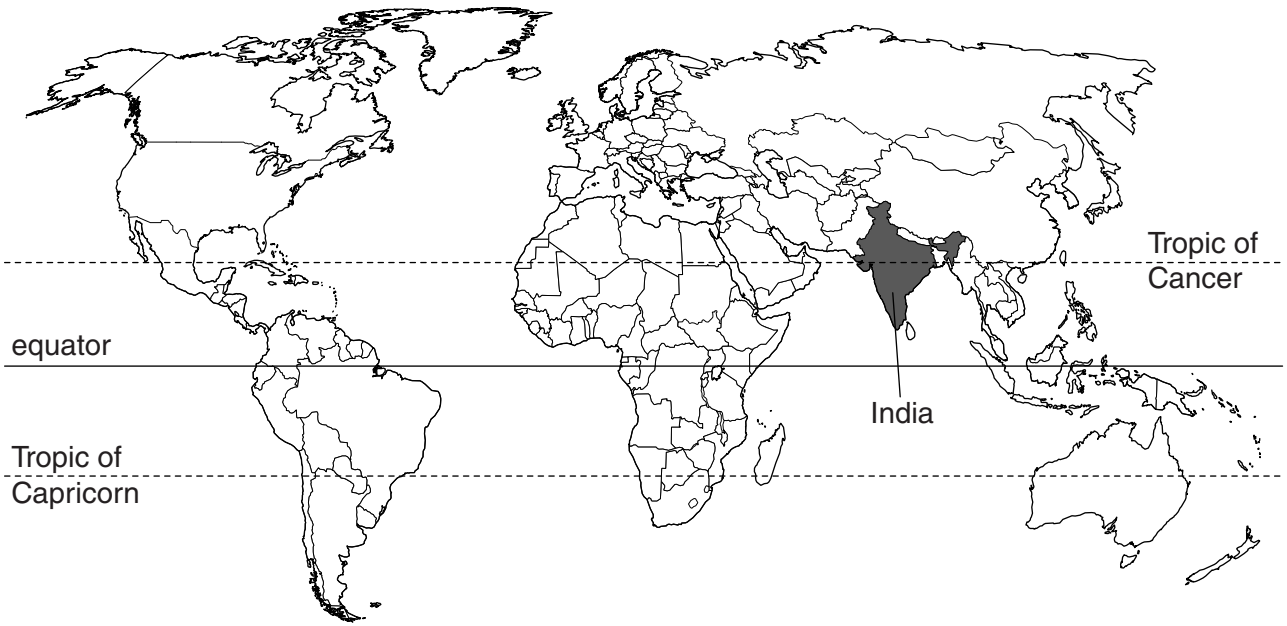 Tropic of
Cancer
equator
India
Tropic of
Capricorn